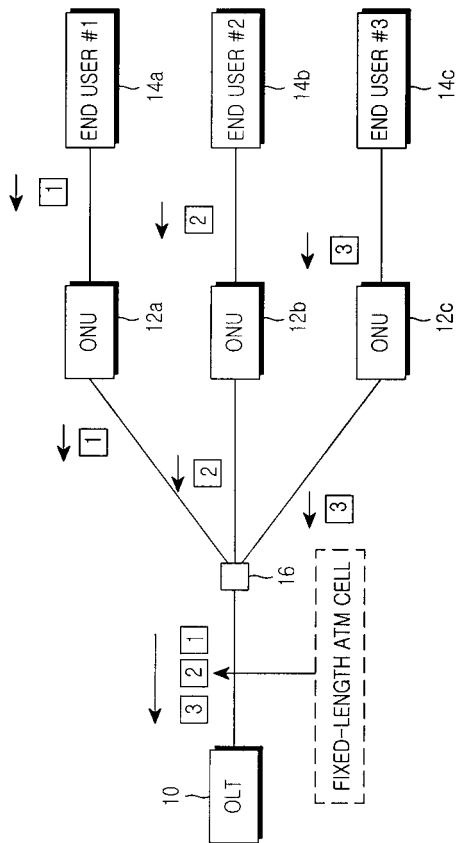 END USER #1
14a
END USER #2
14b
END USER #3
14c
1
2
3
ONU
12a
ONU
12b
ONU
12c
1
2
3
16
3 2 1
FIXED-LENGTH ATM CELL
10
OLT